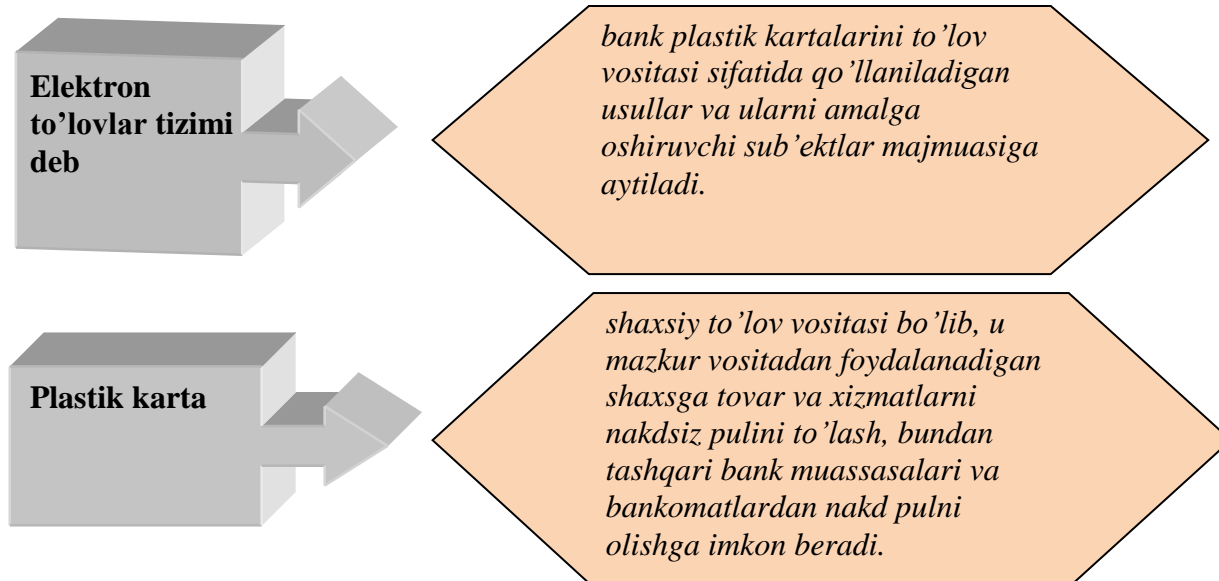 Elektron
to’lovlar tizimi
deb
bank plastik kartalarini to’lov
vositasi sifatida qo’llaniladigan
usullar va ularni amalga
oshiruvchi sub’ektlar majmuasiga
aytiladi.
Plastik karta
shaxsiy to’lov vositasi bo’lib, u
mazkur vositadan foydalanadigan
shaxsga tovar va xizmatlarni
nakdsiz pulini to’lash, bundan
tashqari bank muassasalari va
bankomatlardan nakd pulni
olishga imkon beradi.